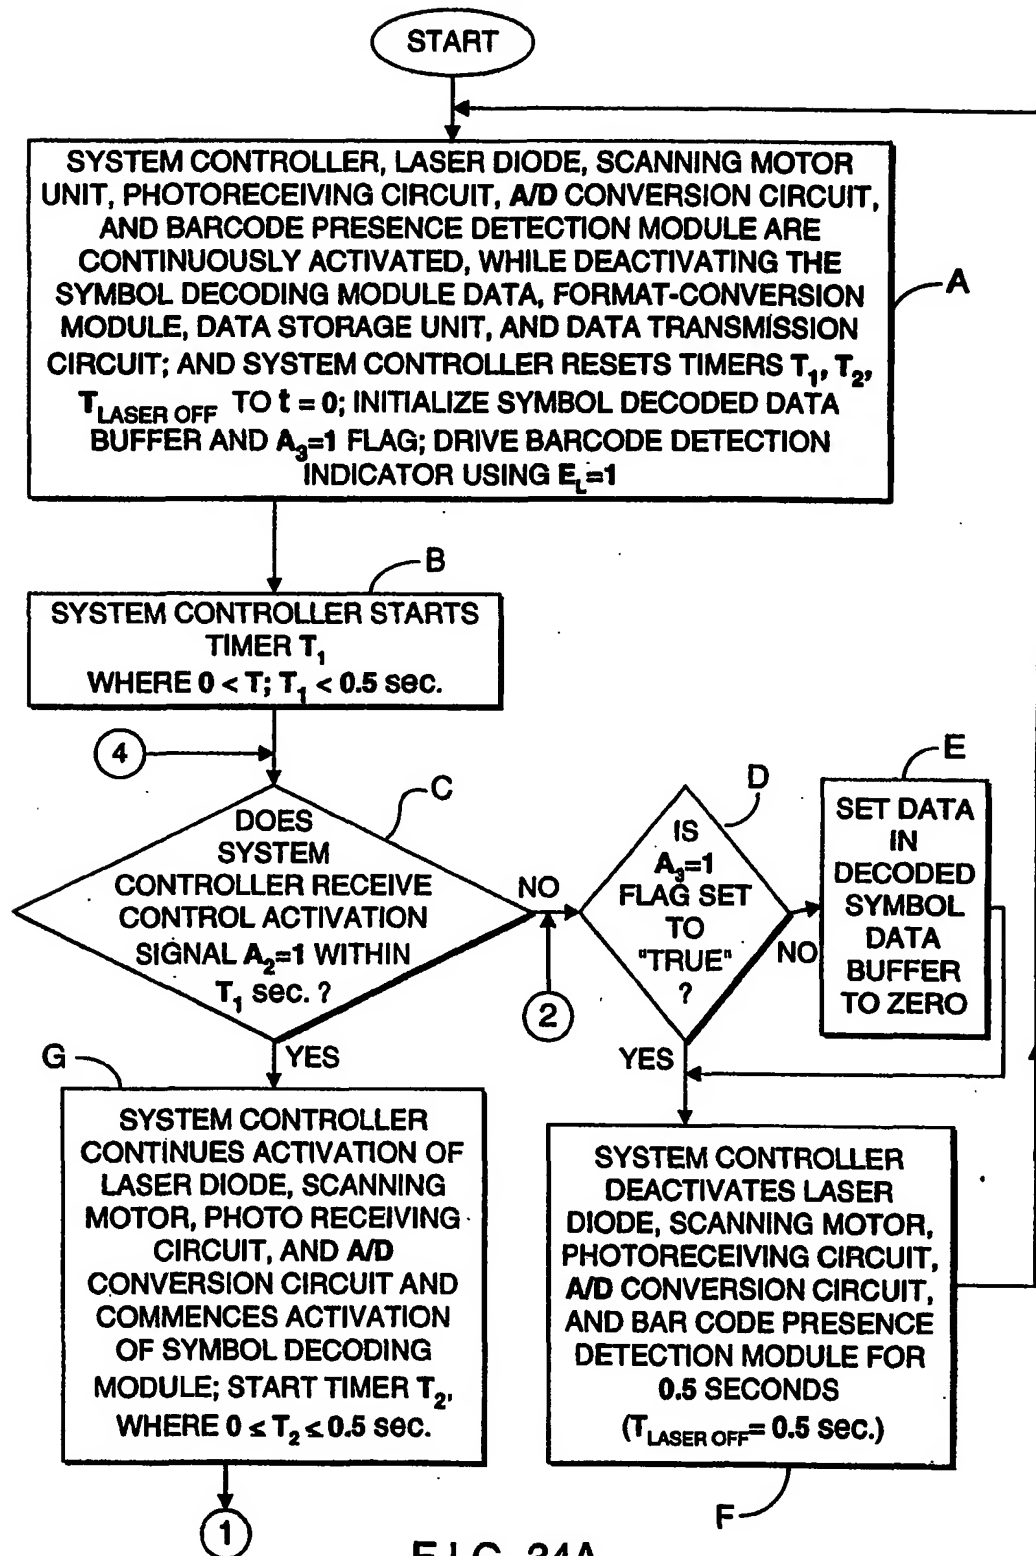 START
SYSTEM CONTROLLER, LASER DIODE, SCANNING MOTOR
UNIT, PHOTORECEIVING CIRCUIT, A/D CONVERSION CIRCUIT,
AND BARCODE PRESENCE DETECTION MODULE ARE
CONTINUOUSLY ACTIVATED, WHILE DEACTIVATING THE
SYMBOL DECODING MODULE DATA, FORMAT-CONVERSION
MODULE, DATA STORAGE UNIT, AND DATA TRANSMISSION
CIRCUIT; AND SYSTEM CONTROLLER RESETS TIMERS T1, T2,
TLASER OFF TO t = 0; INITIALIZE SYMBOL DECODED DATA
BUFFER AND A3=1 FLAG; DRIVE BARCODE DETECTION
INDICATOR USING EL=1
A
B
SYSTEM CONTROLLER STARTS
TIMER T1
WHERE 0 < T; T1 < 0.5 sec.
4
C
DOES
SYSTEM
CONTROLLER RECEIVE
CONTROL ACTIVATION
SIGNAL A2=1 WITHIN
T1 sec. ?
NO
2
YES
D
IS
A3=1
FLAG SET
TO
"TRUE"
?
NO
YES
E
SET DATA
IN
DECODED
SYMBOL
DATA
BUFFER
TO ZERO
G
SYSTEM CONTROLLER
CONTINUES ACTIVATION OF
LASER DIODE, SCANNING
MOTOR, PHOTO RECEIVING
CIRCUIT, AND A/D
CONVERSION CIRCUIT AND
COMMENCES ACTIVATION
OF SYMBOL DECODING
MODULE; START TIMER T2,
WHERE 0 ≤ T2 ≤ 0.5 sec.
1
SYSTEM CONTROLLER
DEACTIVATES LASER
DIODE, SCANNING MOTOR,
PHOTORECEIVING CIRCUIT,
A/D CONVERSION CIRCUIT,
AND BAR CODE PRESENCE
DETECTION MODULE FOR
0.5 SECONDS
(TLASER OFF= 0.5 sec.)
F
FIG. 24A